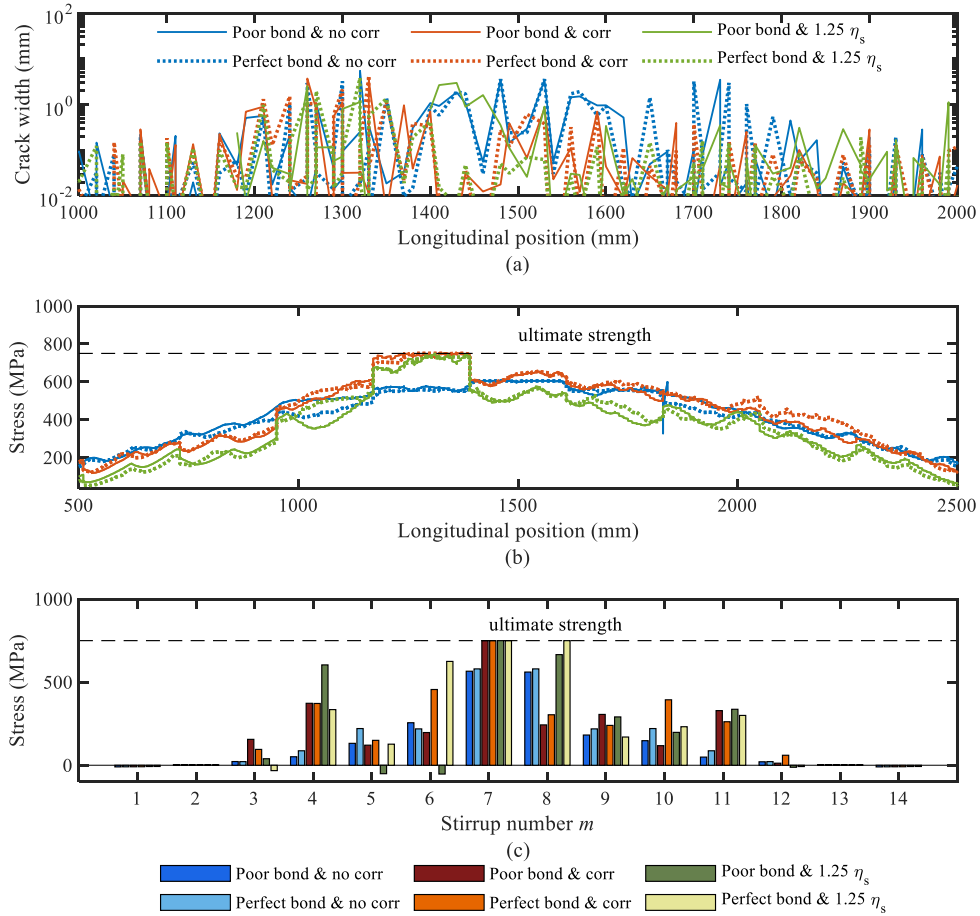 10²
Poor bond & no corr Poor bond & corr Poor bond & 1.25 ηs
Perfect bond & no corr Perfect bond & corr Perfect bond & 1.25 ηs
10⁰
10⁻²
Crack width (mm)
1000 1100 1200 1300 1400 1500 1600 1700 1800 1900 2000
Longitudinal position (mm)
(a)
1000
800
600
400
200
Stress (MPa)
ultimate strength
500 1000 1500 2000 2500
Longitudinal position (mm)
(b)
1000
500
0
Stress (MPa)
ultimate strength
1 2 3 4 5 6 7 8 9 10 11 12 13 14
Stirrup number m
(c)
Poor bond & no corr Poor bond & corr Poor bond & 1.25 ηs
Perfect bond & no corr Perfect bond & corr Perfect bond & 1.25 ηs